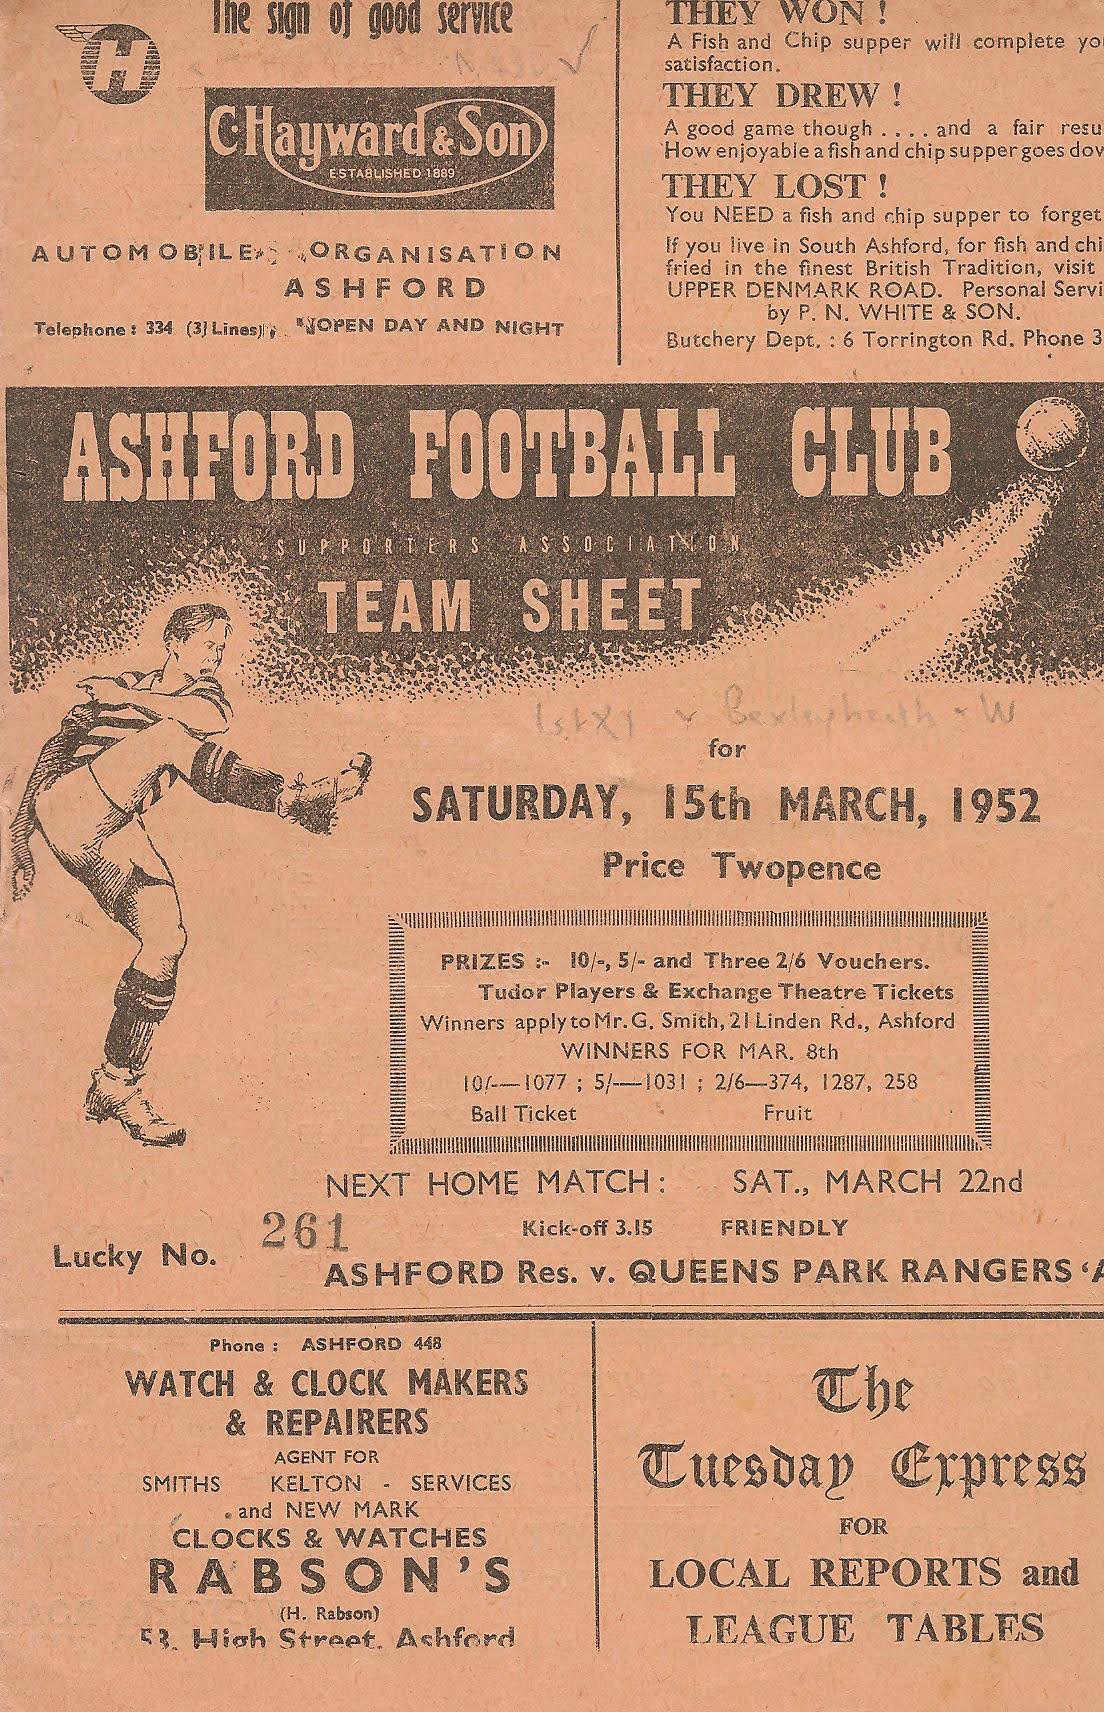 The sign of good service
H
C. Hayward & Son
ESTABLISHED 1889
AUTOMOBILE ORGANISATION
ASHFORD
Telephone: 334 (3 Lines) OPEN DAY AND NIGHT
THEY WON !
A Fish and Chip supper will complete yo
satisfaction.
THEY DREW !
A good game though .... and a fair resu
How enjoyable a fish and chip supper goes dow
THEY LOST !
You NEED a fish and chip supper to forget
If you live in South Ashford, for fish and chi
fried in the finest British Tradition, visit
UPPER DENMARK ROAD. Personal Servi
by P. N. WHITE & SON.
Butchery Dept. : 6 Torrington Rd. Phone 3
ASHFORD FOOTBALL CLUB
SUPPORTERS ASSOCIATION
TEAM SHEET
1st XI v Bexleyheath & W
for
SATURDAY, 15th MARCH, 1952
Price Twopence
PRIZES :- 10/-, 5/- and Three 2/6 Vouchers.
Tudor Players & Exchange Theatre Tickets
Winners apply to Mr. G. Smith, 21 Linden Rd., Ashford
WINNERS FOR MAR. 8th
10/-—1077 ; 5/-—1031 ; 2/6—374, 1287, 258
Ball Ticket Fruit
NEXT HOME MATCH: SAT., MARCH 22nd
Kick-off 3.15 FRIENDLY
Lucky No. 261
ASHFORD Res. v. QUEENS PARK RANGERS 'A
Phone : ASHFORD 448
WATCH & CLOCK MAKERS
& REPAIRERS
AGENT FOR
SMITHS KELTON - SERVICES
and NEW MARK
CLOCKS & WATCHES
RABSON'S
(H. Rabson)
53, High Street, Ashford
The
Tuesday Express
FOR
LOCAL REPORTS and
LEAGUE TABLES